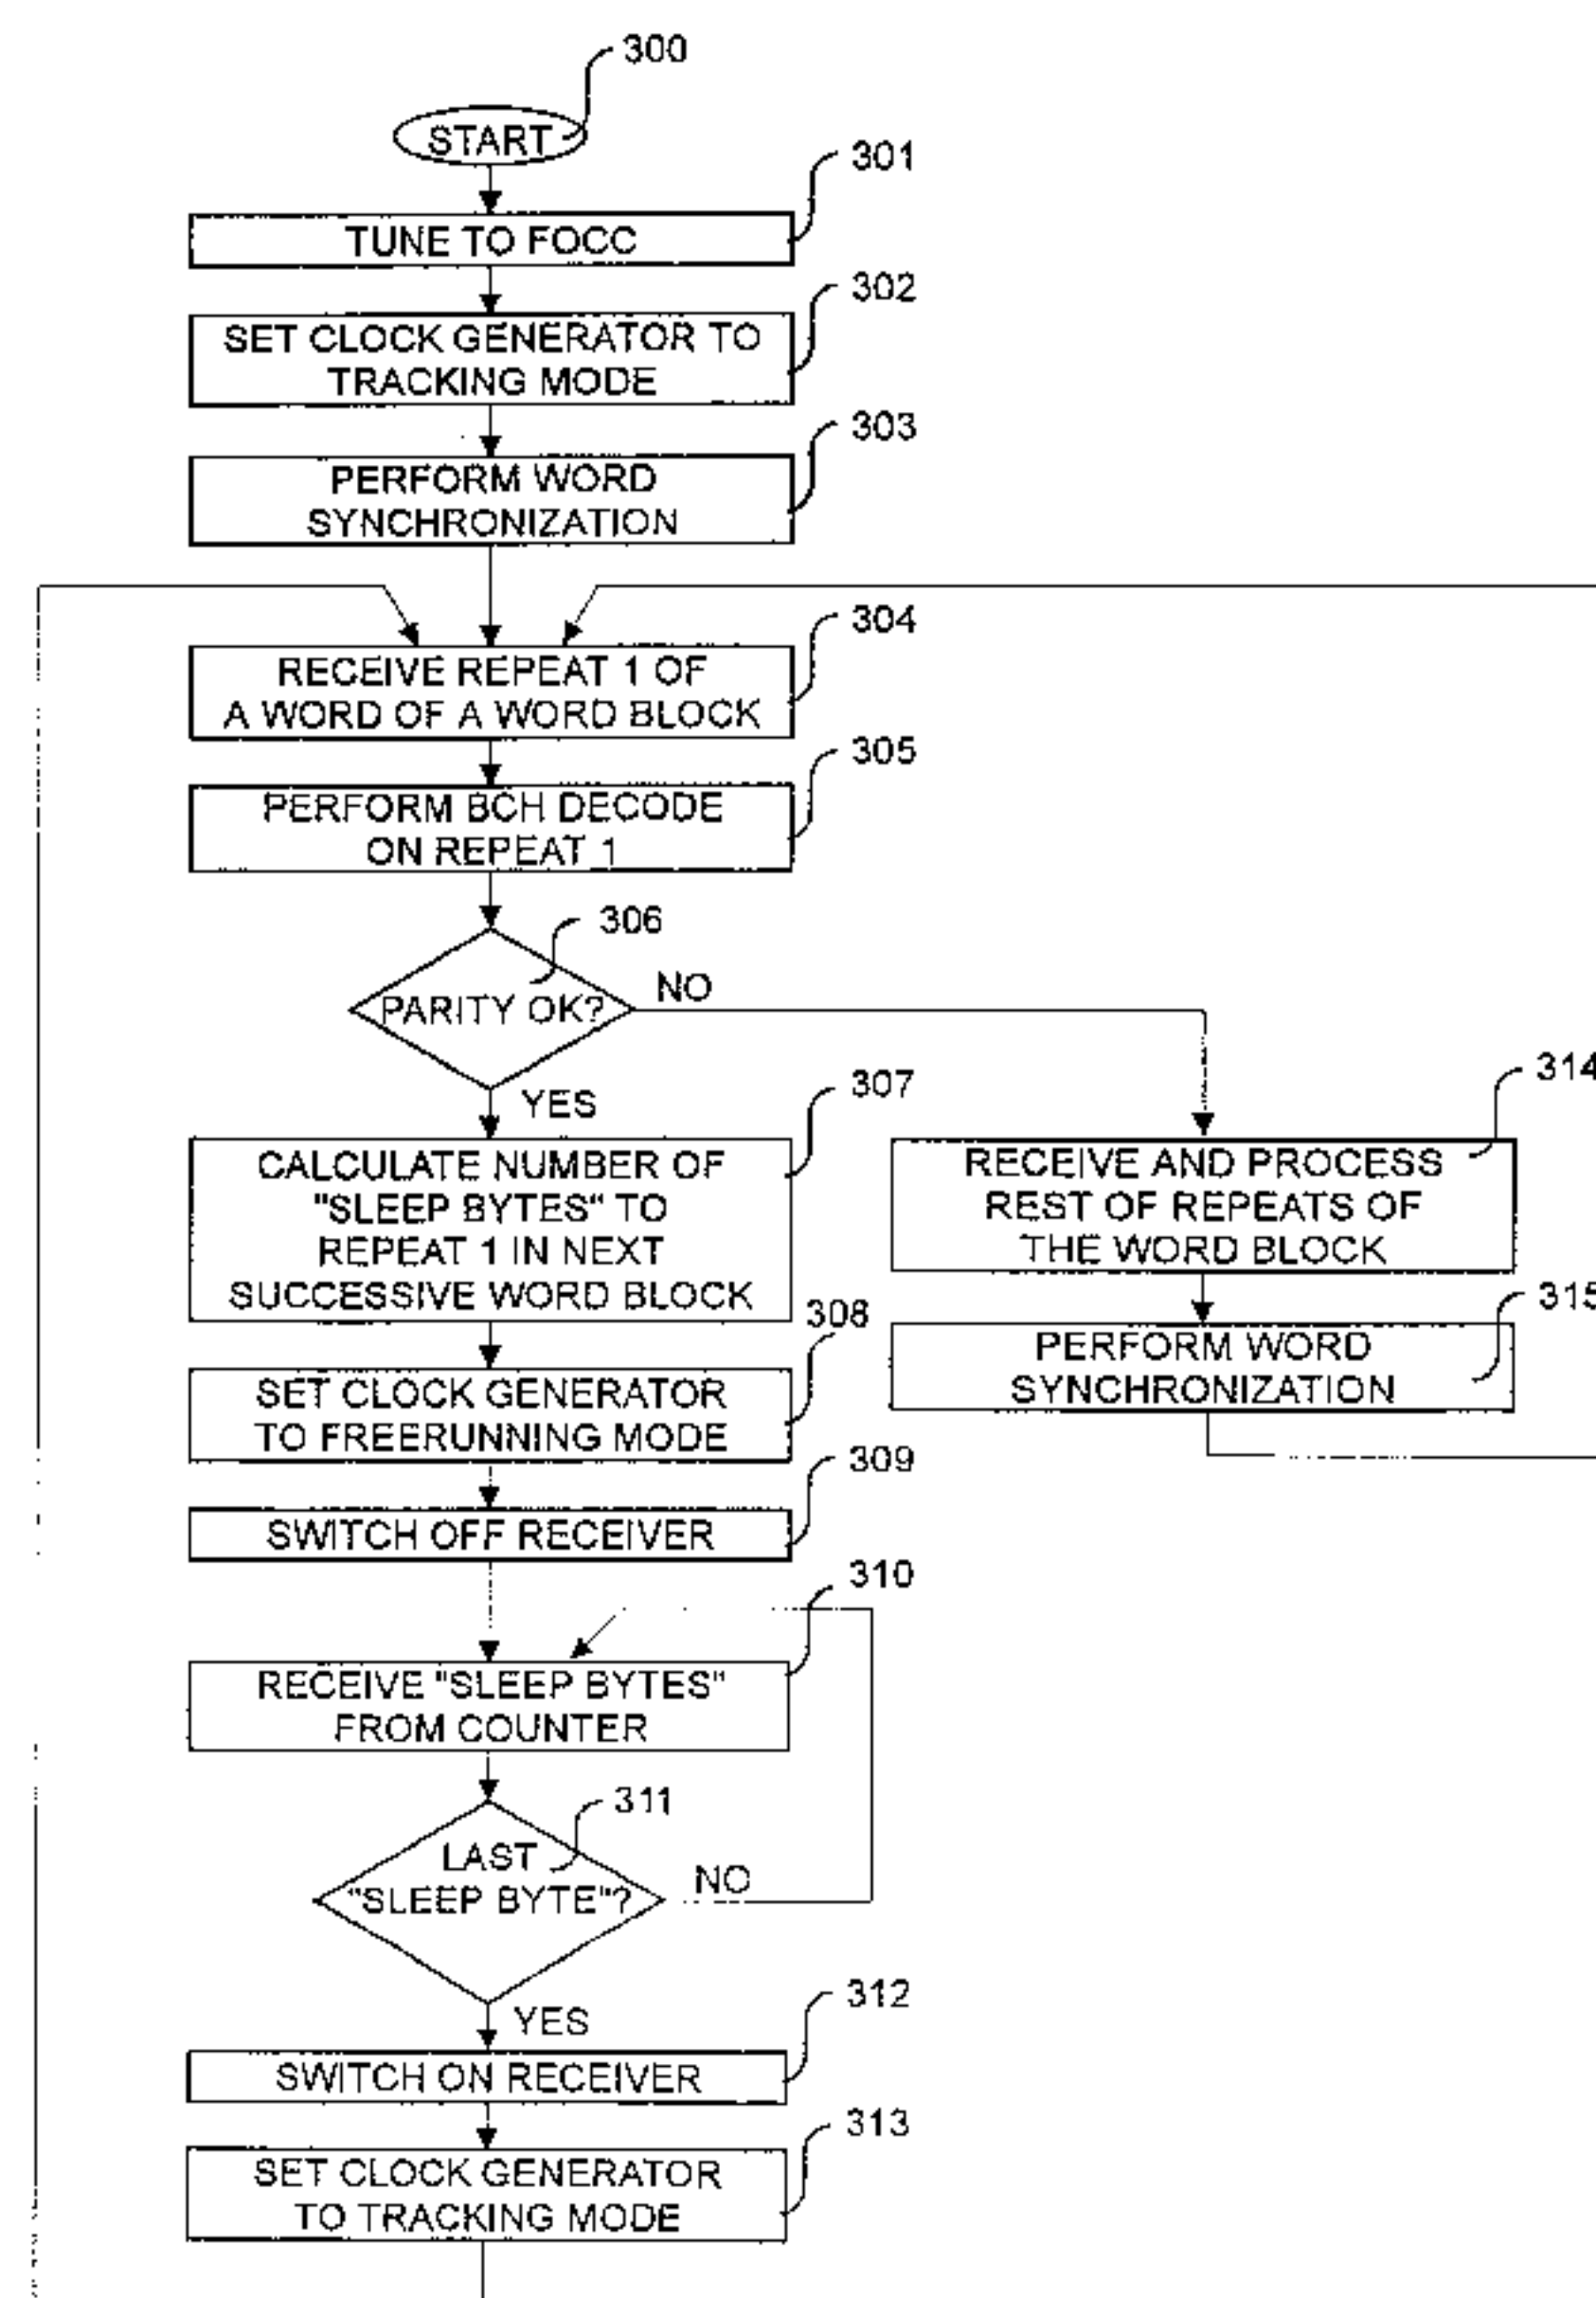 300
START
301
TUNE TO FOCC
302
SET CLOCK GENERATOR TO
TRACKING MODE
303
PERFORM WORD
SYNCHRONIZATION
304
RECEIVE REPEAT 1 OF
A WORD OF A WORD BLOCK
305
PERFORM BCH DECODE
ON REPEAT 1
306
PARITY OK?
NO
YES
307
CALCULATE NUMBER OF
"SLEEP BYTES" TO
REPEAT 1 IN NEXT
SUCCESSIVE WORD BLOCK
314
RECEIVE AND PROCESS
REST OF REPEATS OF
THE WORD BLOCK
308
SET CLOCK GENERATOR
TO FREERUNNING MODE
315
PERFORM WORD
SYNCHRONIZATION
309
SWITCH OFF RECEIVER
310
RECEIVE "SLEEP BYTES"
FROM COUNTER
311
LAST
"SLEEP BYTE"?
NO
YES
312
SWITCH ON RECEIVER
313
SET CLOCK GENERATOR
TO TRACKING MODE